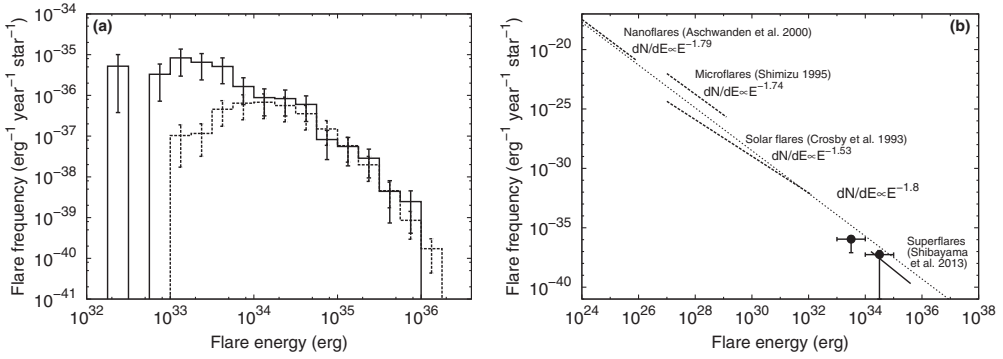 (a)
Flare frequency (erg⁻¹ year⁻¹ star⁻¹)
10⁻³⁴
10⁻³⁵
10⁻³⁶
10⁻³⁷
10⁻³⁸
10⁻³⁹
10⁻⁴⁰
10⁻⁴¹
10³²
10³³
10³⁴
10³⁵
10³⁶
Flare energy (erg)
(b)
Flare frequency (erg⁻¹ year⁻¹ star⁻¹)
10⁻²⁰
10⁻²⁵
10⁻³⁰
10⁻³⁵
10⁻⁴⁰
Nanoflares (Aschwanden et al. 2000)
dN/dE∝E⁻¹·⁷⁹
Microflares (Shimizu 1995)
dN/dE∝E⁻¹·⁷⁴
Solar flares (Crosby et al. 1993)
dN/dE∝E⁻¹·⁵³
dN/dE∝E⁻¹·⁸
Superflares
(Shibayama
et al. 2013)
10²⁴
10²⁶
10²⁸
10³⁰
10³²
10³⁴
10³⁶
10³⁸
Flare energy (erg)